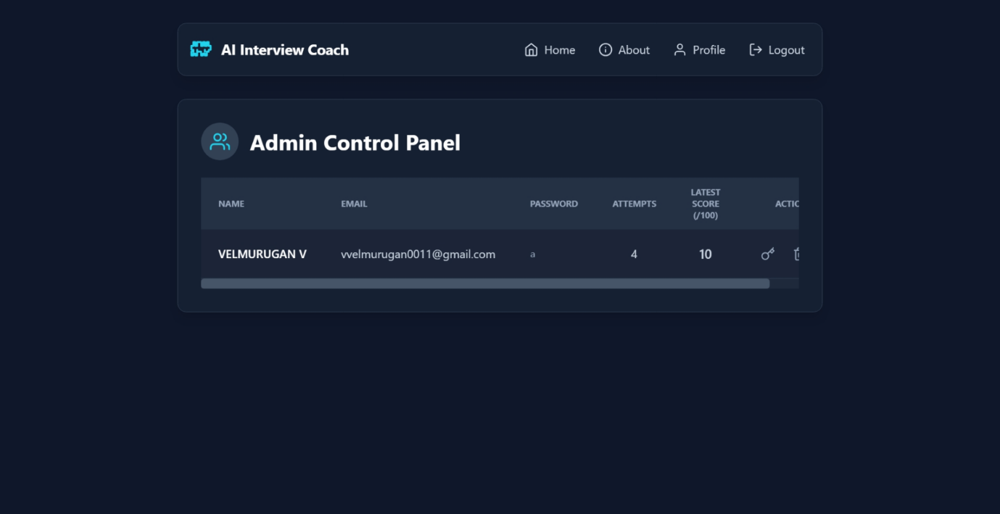 AI Interview Coach
Home
About
Profile
Logout
Admin Control Panel
NAME EMAIL PASSWORD ATTEMPTS LATEST
SCORE
(/100) ACTIO
VELMURUGAN V vvelmurugan0011@gmail.com a 4 10